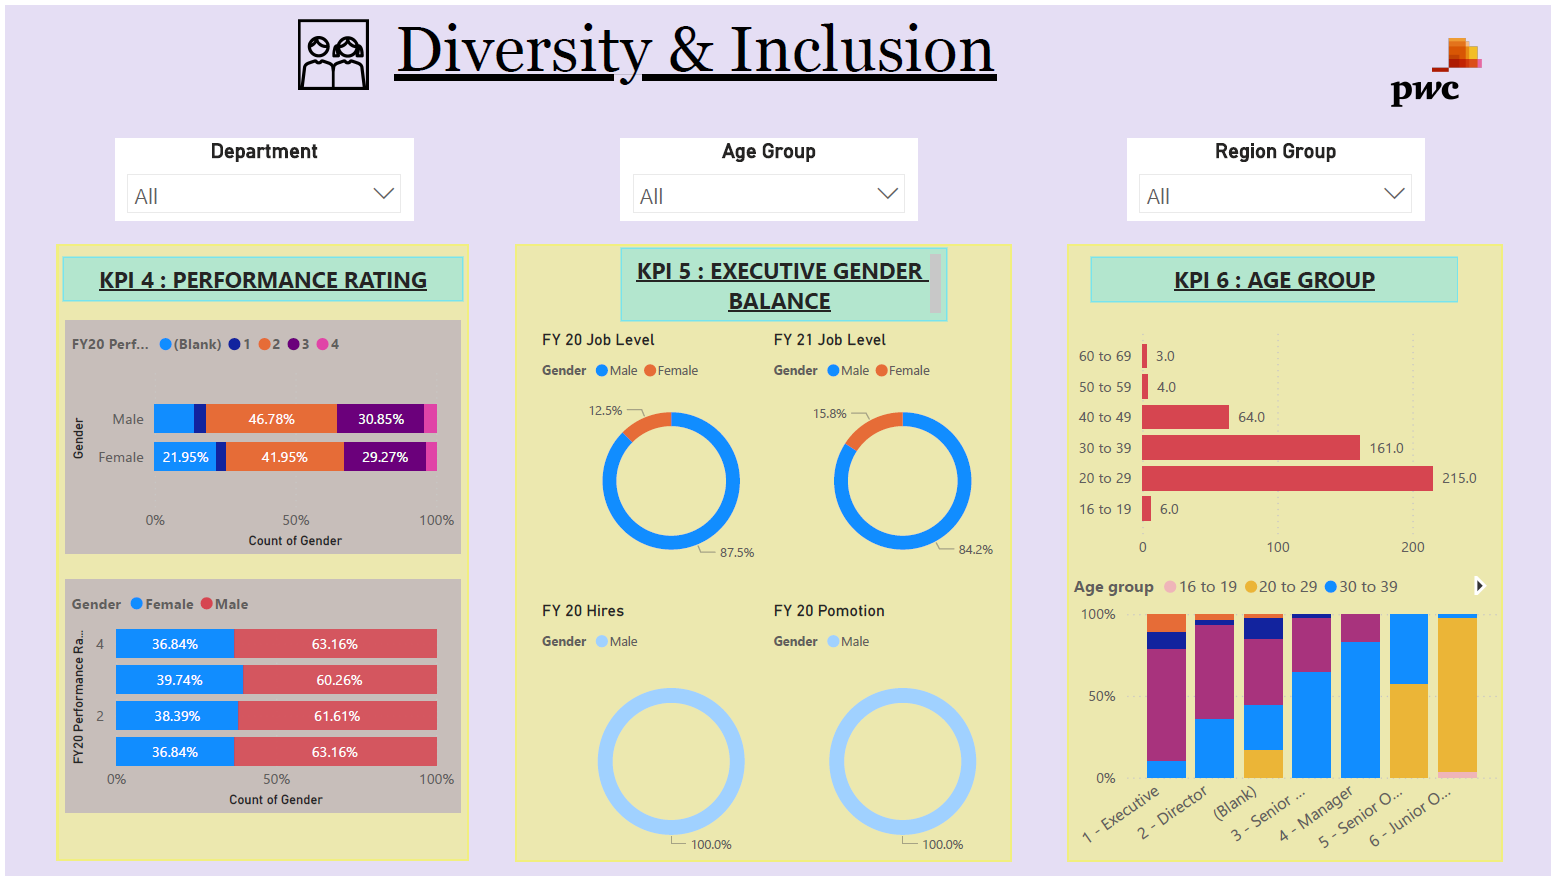 Diversity & Inclusion
pwc
Department
All
Age Group
All
Region Group
All
KPI 4 : PERFORMANCE RATING
FY20 Perf... (Blank) 1 2 3 4
Gender
Male 46.78% 30.85%
Female 21.95% 41.95% 29.27%
0% 50% 100%
Count of Gender
Gender Female Male
FY20 Performance Ra...
4 36.84% 63.16%
39.74% 60.26%
2 38.39% 61.61%
36.84% 63.16%
0% 50% 100%
Count of Gender
KPI 5 : EXECUTIVE GENDER
BALANCE
FY 20 Job Level
Gender Male Female
12.5%
87.5%
FY 21 Job Level
Gender Male Female
15.8%
84.2%
FY 20 Hires
Gender Male
100.0%
FY 20 Pomotion
Gender Male
100.0%
KPI 6 : AGE GROUP
60 to 69 3.0
50 to 59 4.0
40 to 49 64.0
30 to 39 161.0
20 to 29 215.0
16 to 19 6.0
0 100 200
Age group 16 to 19 20 to 29 30 to 39
100%
50%
0%
1 - Executive
2 - Director
(Blank)
3 - Senior ...
4 - Manager
5 - Senior O...
6 - Junior O...